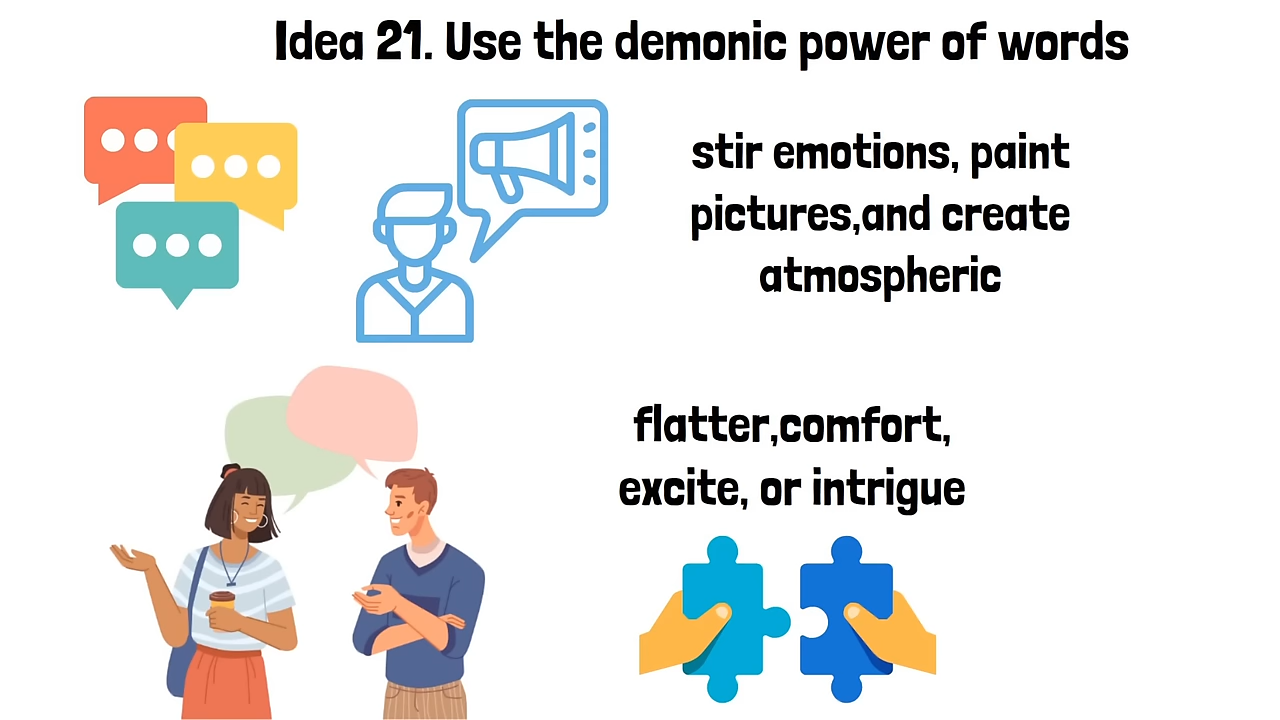 Idea 21. Use the demonic power of words
stir emotions, paint
pictures,and create
atmospheric
flatter,comfort,
excite, or intrigue